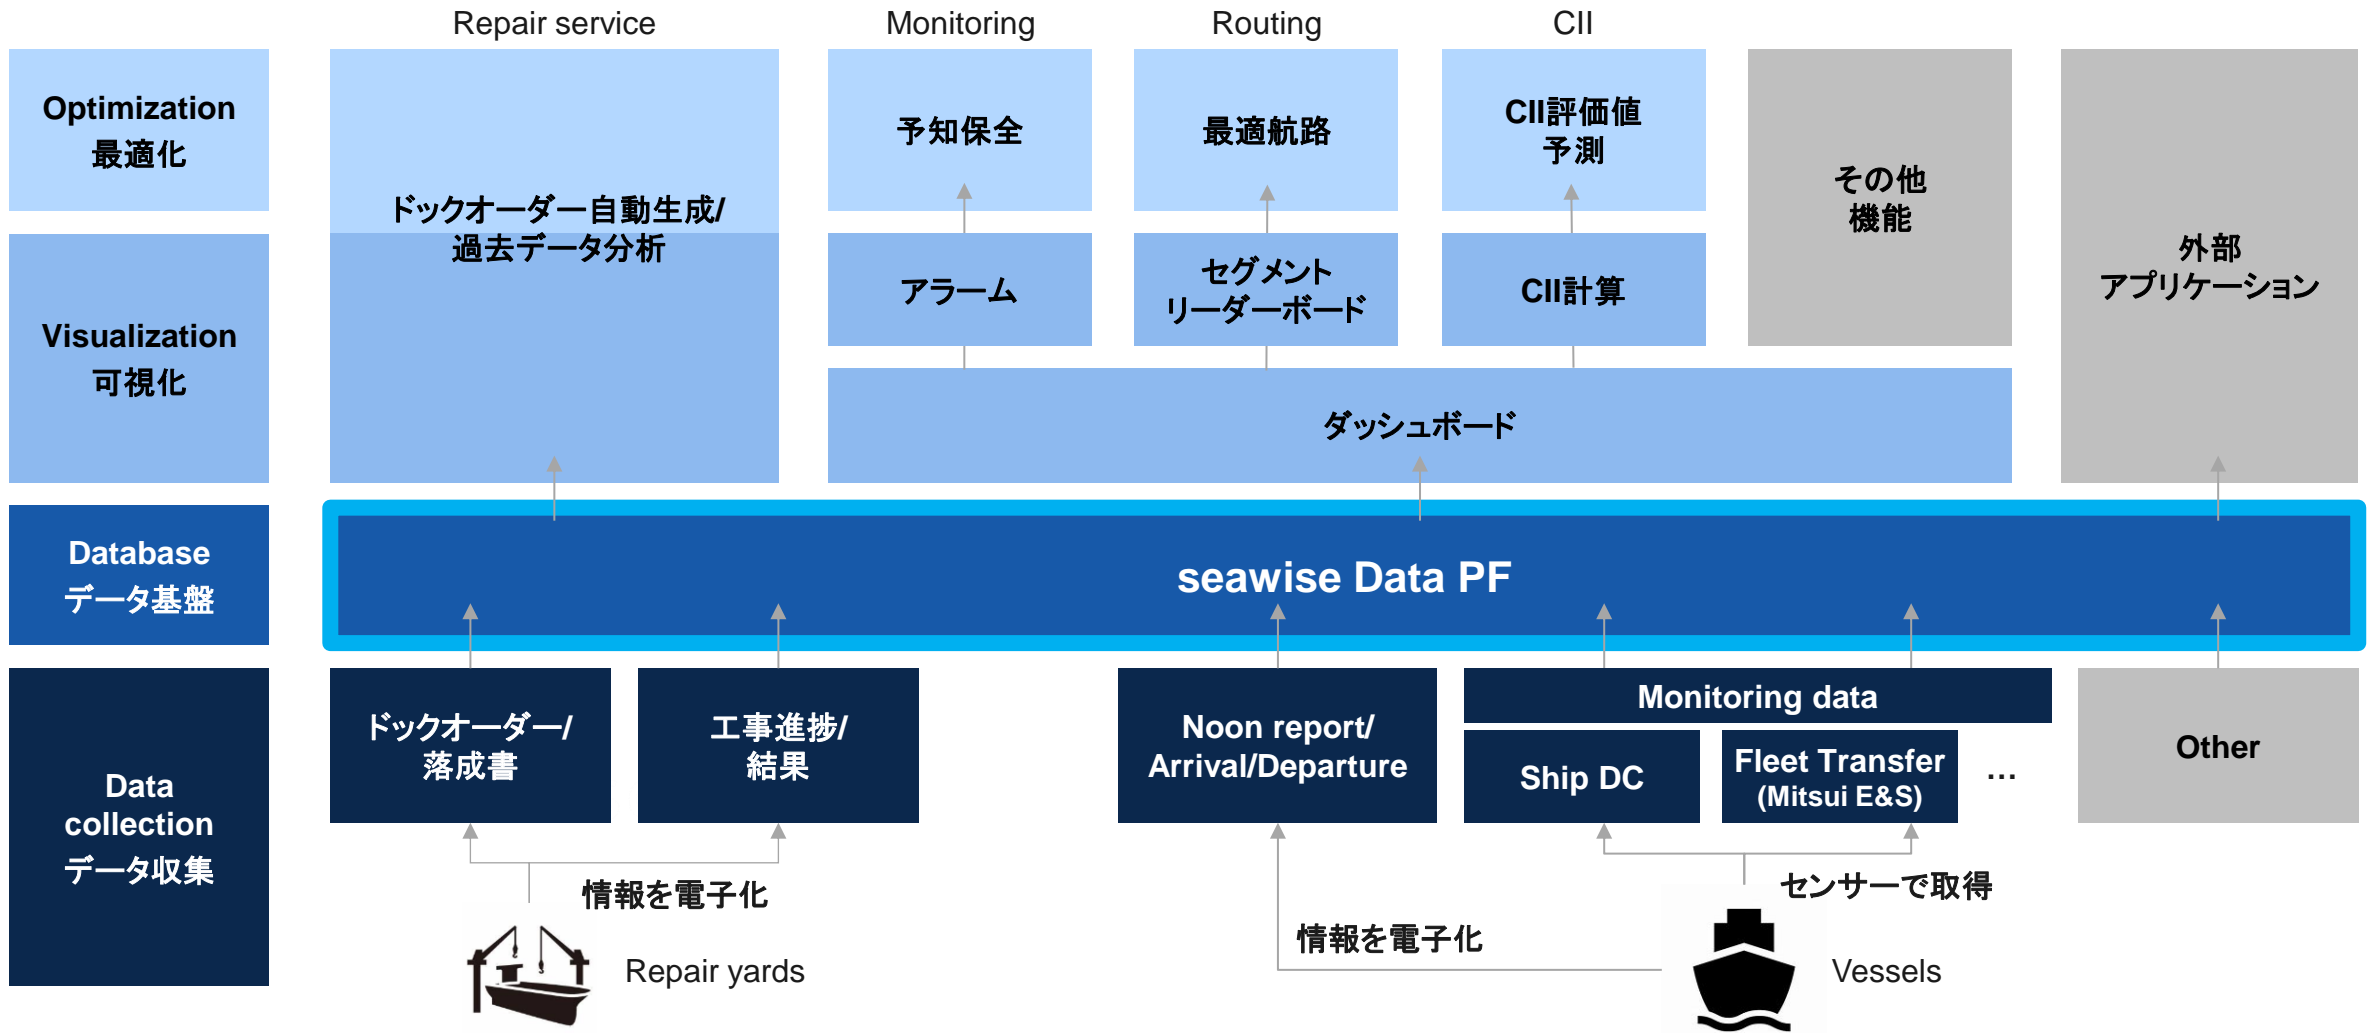 Repair service
Monitoring
Routing
CII
Optimization
最適化
ドックオーダー自動生成/
過去データ分析
予知保全
最適航路
CII評価値
予測
その他
機能
外部
アプリケーション
Visualization
可視化
アラーム
セグメント
リーダーボード
CII計算
ダッシュボード
Database
データ基盤
seawise Data PF
Data
collection
データ収集
ドックオーダー/
落成書
工事進捗/
結果
Noon report/
Arrival/Departure
Monitoring data
Ship DC
Fleet Transfer
(Mitsui E&S)
...
Other
情報を電子化
Repair yards
情報を電子化
センサーで取得
Vessels